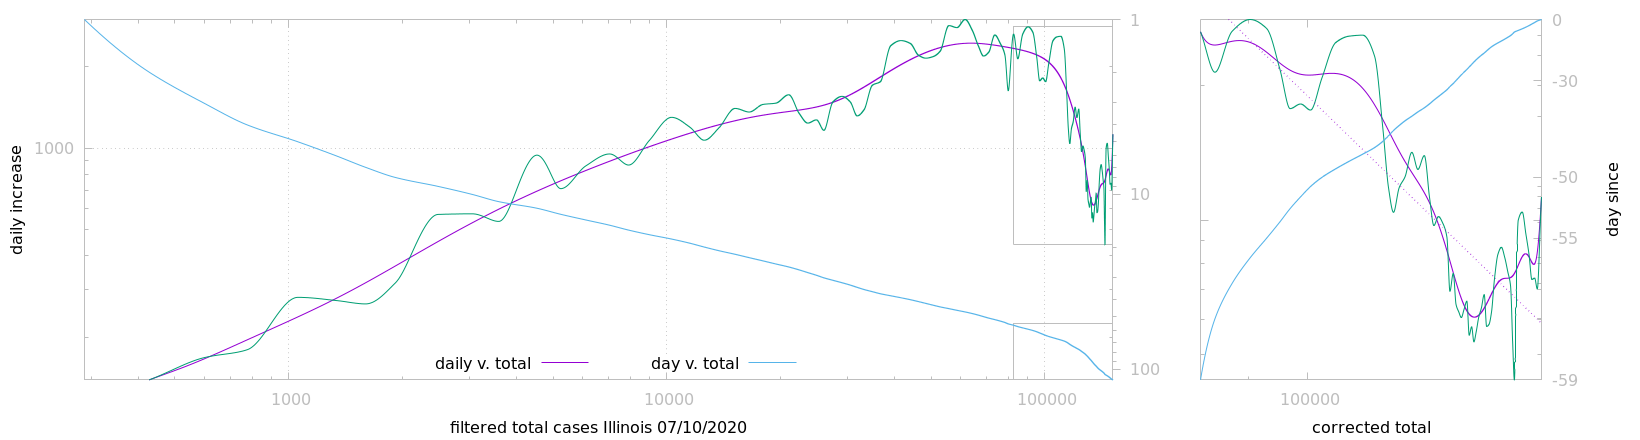 1
0
-30
1000
daily increase
-50
10
day since
-55
daily v. total
day v. total
100
-59
1000
10000
100000
100000
filtered total cases Illinois 07/10/2020
corrected total